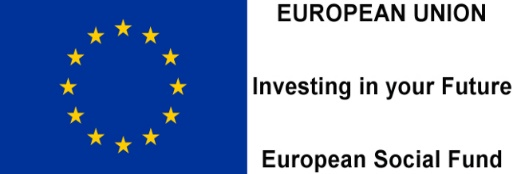 EUROPEAN UNION
Investing in your Future
European Social Fund